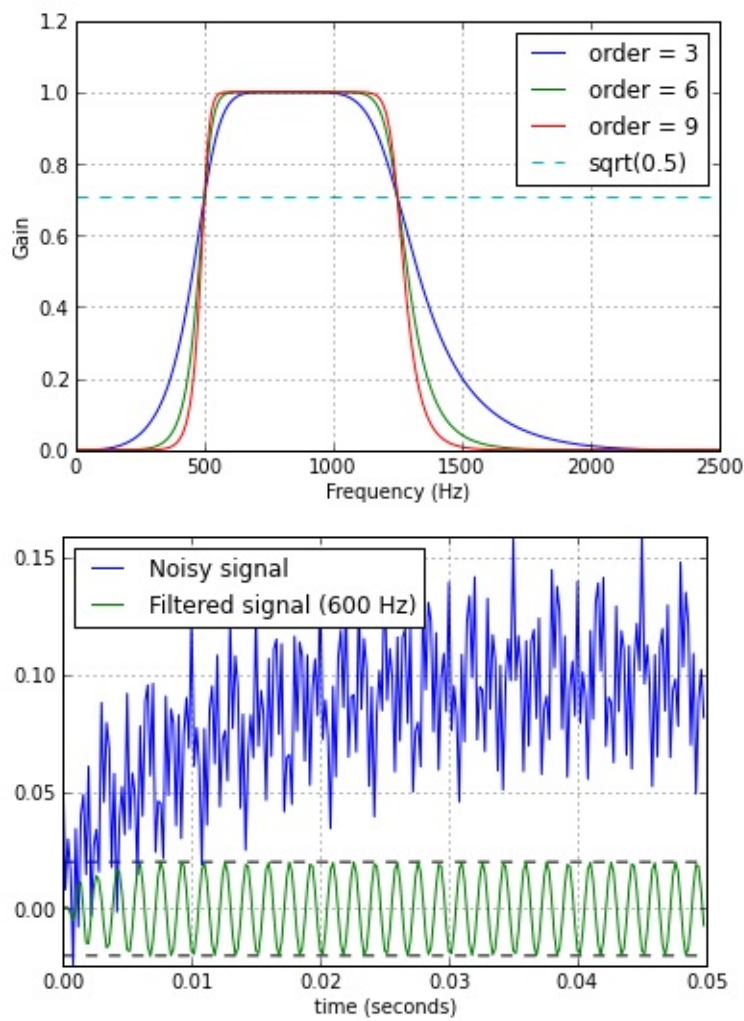 1.2
1.0
0.8
0.6
0.4
0.2
0.0
Gain
order = 3
order = 6
order = 9
sqrt(0.5)
0 500 1000 1500 2000 2500
Frequency (Hz)
0.15
0.10
0.05
0.00
Noisy signal
Filtered signal (600 Hz)
0.00 0.01 0.02 0.03 0.04 0.05
time (seconds)